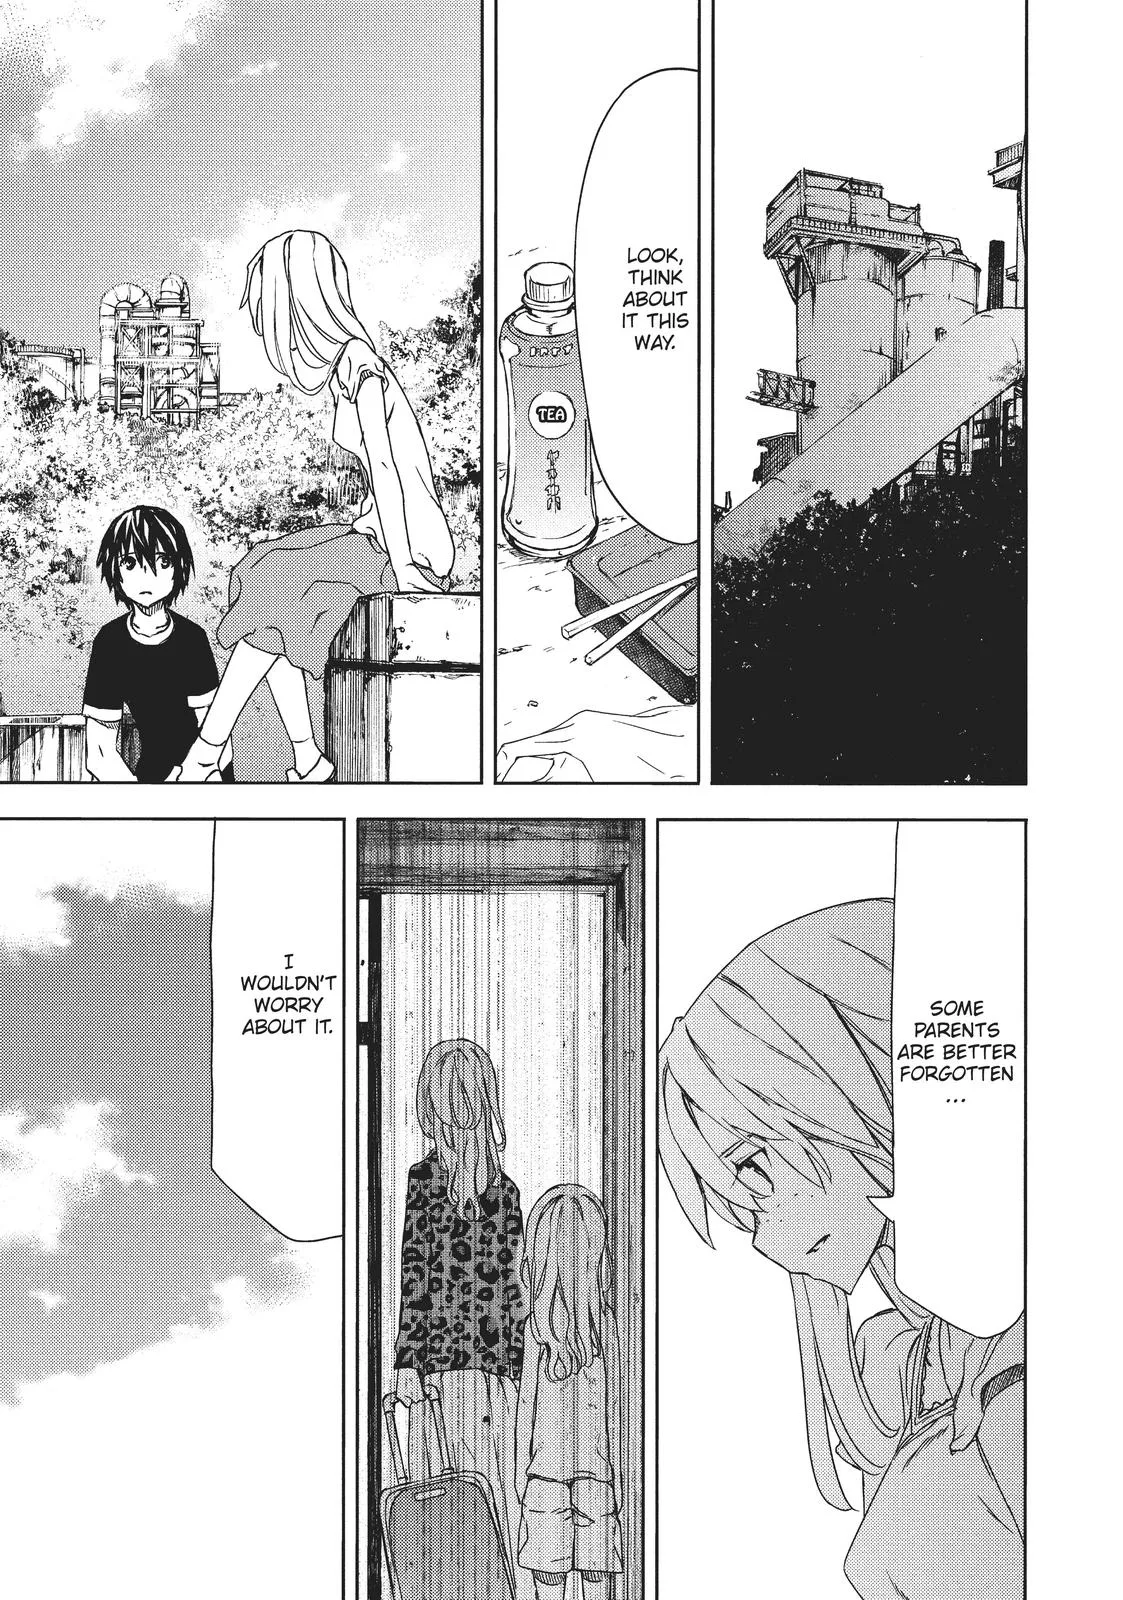 LOOK,
THINK
ABOUT
IT THIS
WAY.
TEA
SOME
PARENTS
ARE BETTER
FORGOTTEN
...
I
WOULDN'T
WORRY
ABOUT IT.